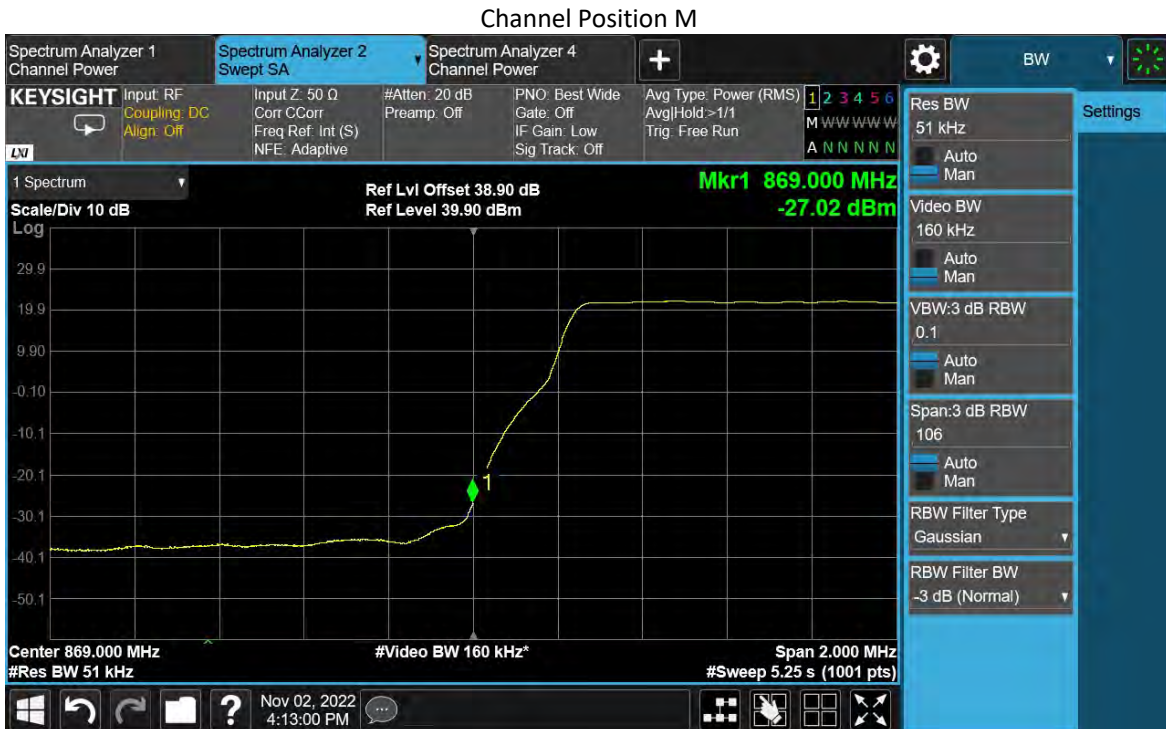 Channel Position M
Spectrum Analyzer 1
Channel Power
Spectrum Analyzer 2
Swept SA
Spectrum Analyzer 4
Channel Power
+
BW
KEYSIGHT
LXI
Input: RF
Coupling: DC
Align: Off
Input Z: 50 Ω
Corr CCorr
Freq Ref: Int (S)
NFE: Adaptive
#Atten: 20 dB
Preamp: Off
PNO: Best Wide
Gate: Off
IF Gain: Low
Sig Track: Off
Avg Type: Power (RMS)
Avg|Hold:>1/1
Trig: Free Run
1 2 3 4 5 6
M W W W W W
A N N N N N
1 Spectrum
Scale/Div 10 dB
Ref Lvl Offset 38.90 dB
Ref Level 39.90 dBm
Mkr1 869.000 MHz
-27.02 dBm
Log
29.9
19.9
9.90
-0.10
-10.1
-20.1
-30.1
-40.1
-50.1
1
Center 869.000 MHz
#Res BW 51 kHz
#Video BW 160 kHz*
Span 2.000 MHz
#Sweep 5.25 s (1001 pts)
?
Nov 02, 2022
4:13:00 PM
Res BW
51 kHz
Auto
Man
Video BW
160 kHz
Auto
Man
VBW:3 dB RBW
0.1
Auto
Man
Span:3 dB RBW
106
Auto
Man
RBW Filter Type
Gaussian
RBW Filter BW
-3 dB (Normal)
Settings